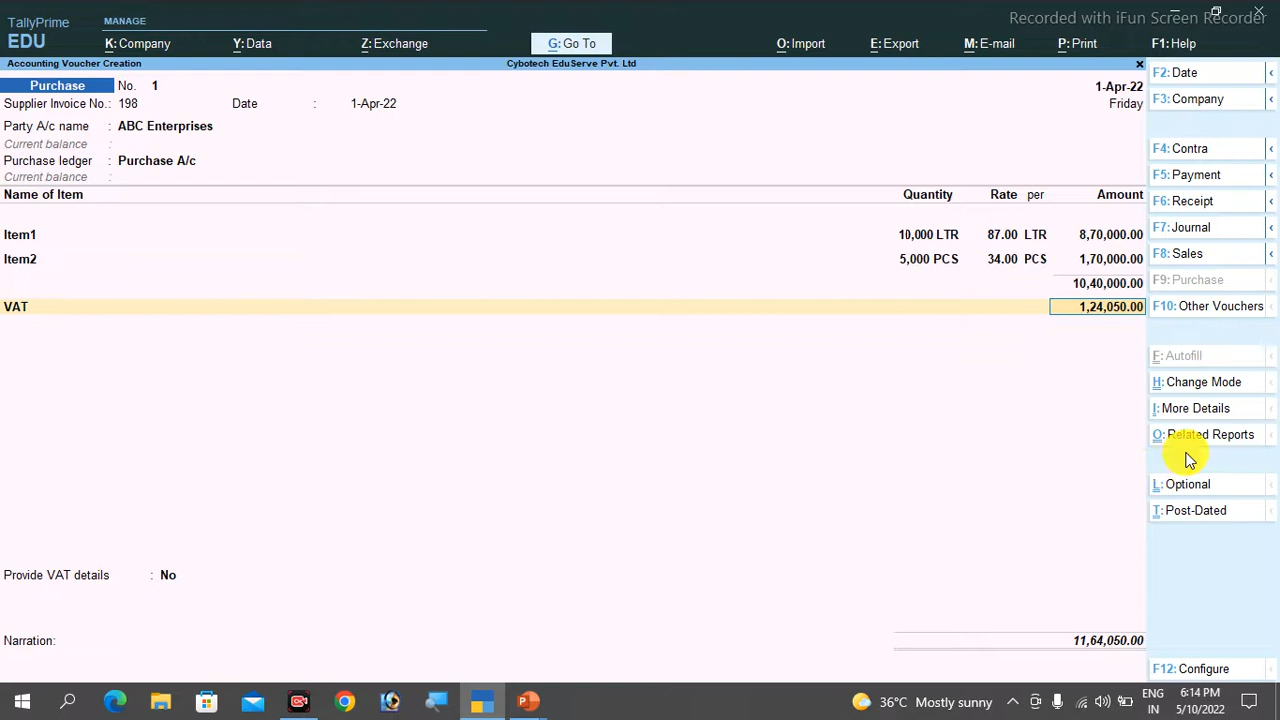 Recorded with iFun Screen Recorder
TallyPrime
EDU
MANAGE
K: Company
Y: Data
Z: Exchange
G: Go To
O: Import
E: Export
M: E-mail
P: Print
F1: Help
Accounting Voucher Creation
Cybotech EduServe Pvt. Ltd
Purchase No. 1
1-Apr-22
Supplier Invoice No.: 198 Date : 1-Apr-22
Friday
Party A/c name : ABC Enterprises
Current balance :
Purchase ledger : Purchase A/c
Current balance :
Name of Item Quantity Rate per Amount
Item1 10,000 LTR 87.00 LTR 8,70,000.00
Item2 5,000 PCS 34.00 PCS 1,70,000.00
10,40,000.00
VAT 1,24,050.00
Provide VAT details : No
Narration: 11,64,050.00
F2: Date
F3: Company
F4: Contra
F5: Payment
F6: Receipt
F7: Journal
F8: Sales
F9: Purchase
F10: Other Vouchers
F: Autofill
H: Change Mode
I: More Details
O: Related Reports
L: Optional
T: Post-Dated
F12: Configure
36°C Mostly sunny
ENG
IN
6:14 PM
5/10/2022